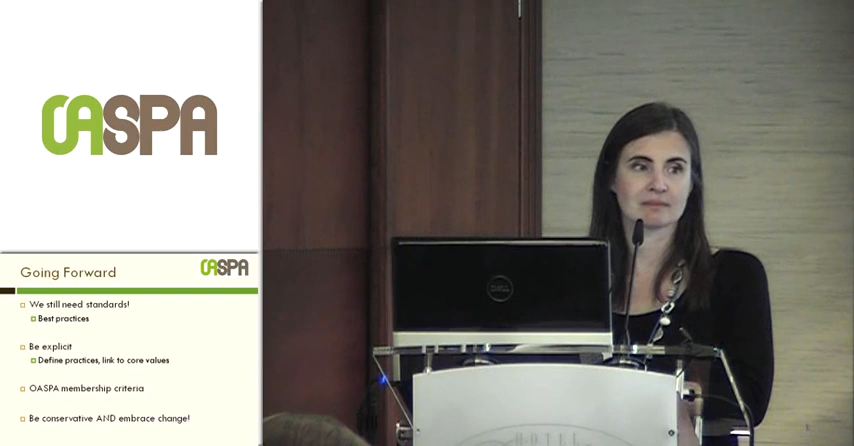 OASPA
Going Forward
OASPA
We still need standards!
Best practices
Be explicit
Define practices, link to core values
OASPA membership criteria
Be conservative AND embrace change!
DELL
HOTEL